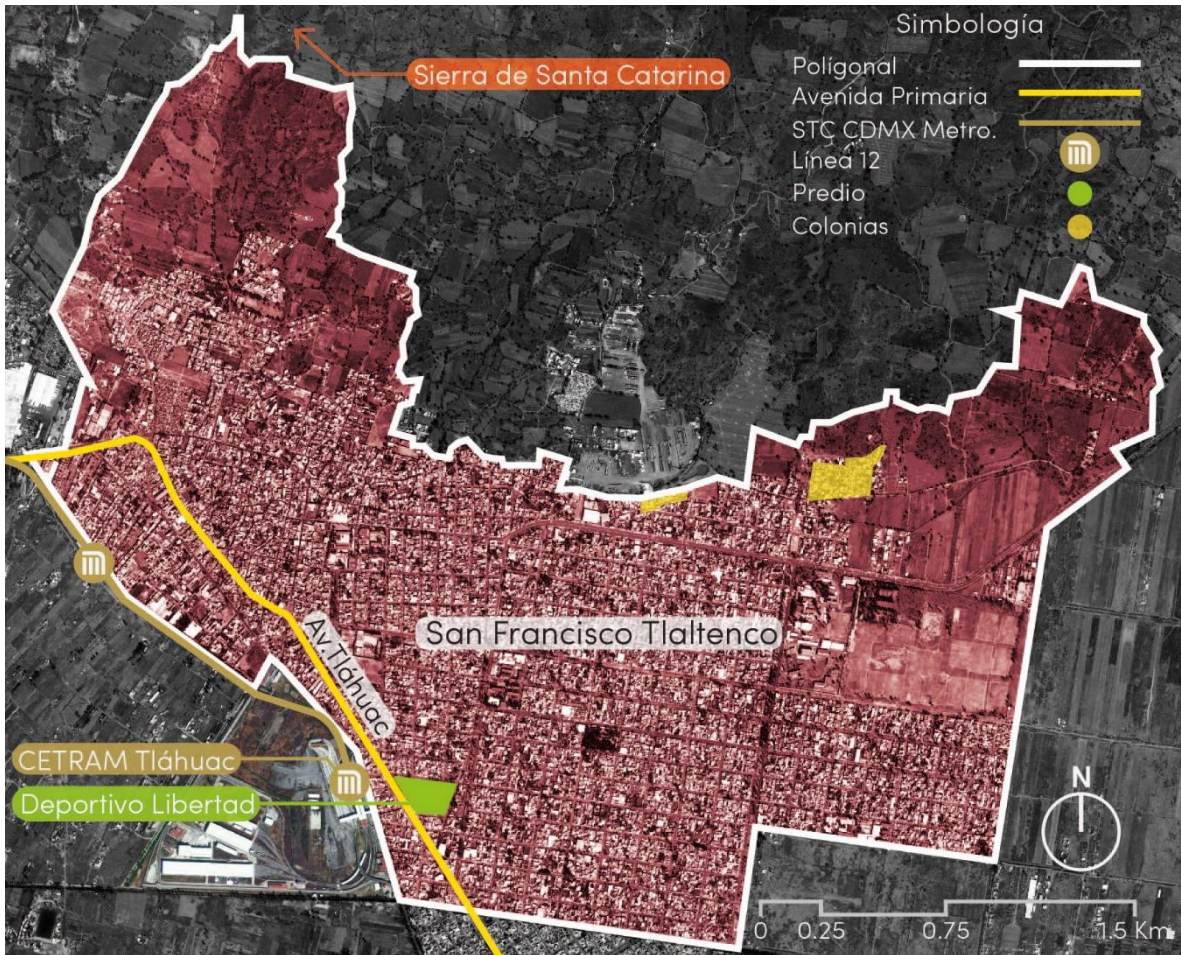 Simbología
Sierra de Santa Catarina
Poligonal
Avenida Primaria
STC CDMX Metro.
Línea 12
Predio
Colonias
San Francisco Tlaltenco
Av Tláhuac
CETRAM Tláhuac
Deportivo Libertad
N
0 0.25 0.75 1.5 Km